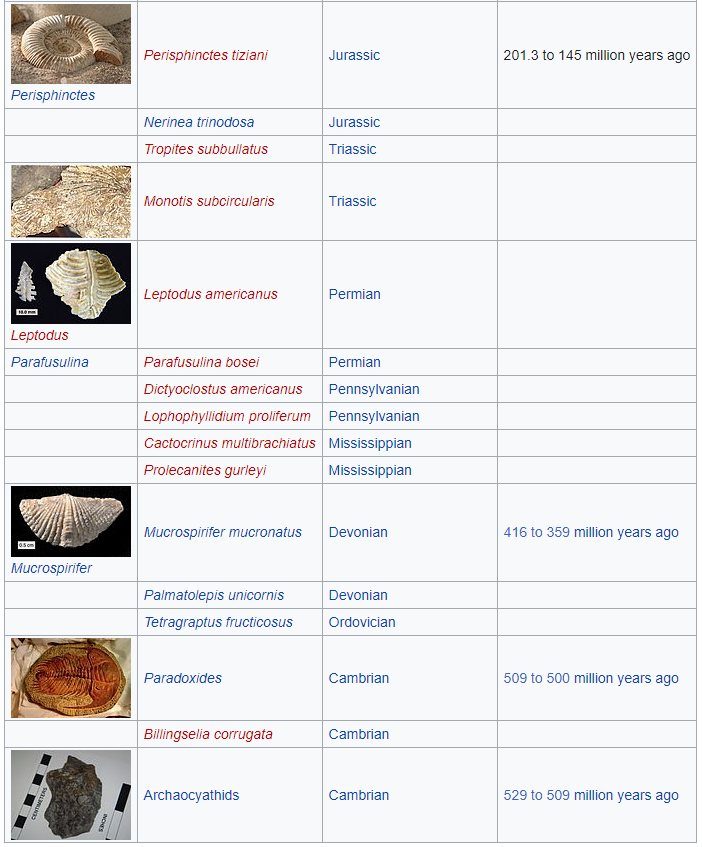 Perisphinctes tiziani Jurassic 201.3 to 145 million years ago
Perisphinctes
Nerinea trinodosa Jurassic
Tropites subbullatus Triassic
Monotis subcircularis Triassic
10.0 mm
Leptodus americanus Permian
Leptodus
Parafusulina Parafusulina bosei Permian
Dictyoclostus americanus Pennsylvanian
Lophophyllidium proliferum Pennsylvanian
Cactocrinus multibrachiatus Mississippian
Prolecanites gurleyi Mississippian
Mucrospirifer mucronatus Devonian 416 to 359 million years ago
0.5 cm
Mucrospirifer
Palmatolepis unicornis Devonian
Tetragraptus fructicosus Ordovician
Paradoxides Cambrian 509 to 500 million years ago
Billingselia corrugata Cambrian
Archaocyathids Cambrian 529 to 509 million years ago
CENTIMETERS
INCHES